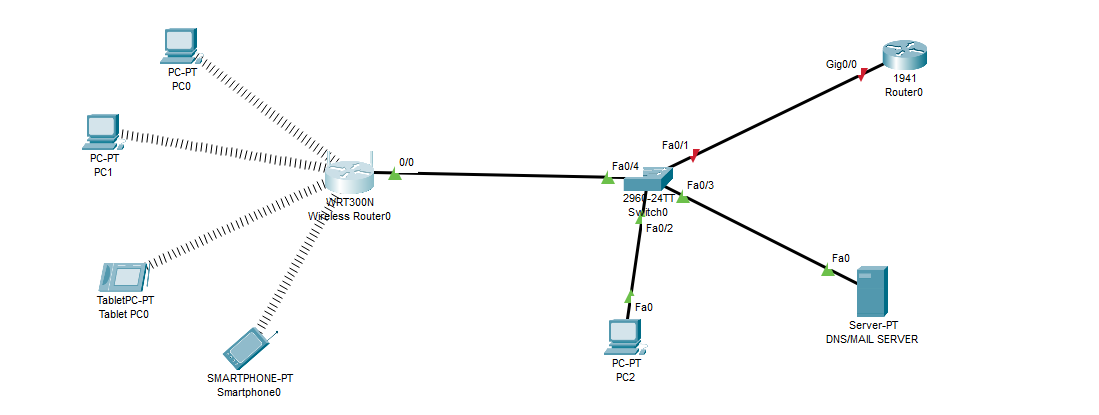 PC-PT
PC0
PC-PT
PC1
TabletPC-PT
Tablet PC0
SMARTPHONE-PT
Smartphone0
WRT300N
Wireless Router0
0/0
Fa0/4
2960-24TT
Switch0
Fa0/1
Fa0/3
Fa0/2
Gig0/0
1941
Router0
Fa0
PC-PT
PC2
Fa0
Server-PT
DNS/MAIL SERVER